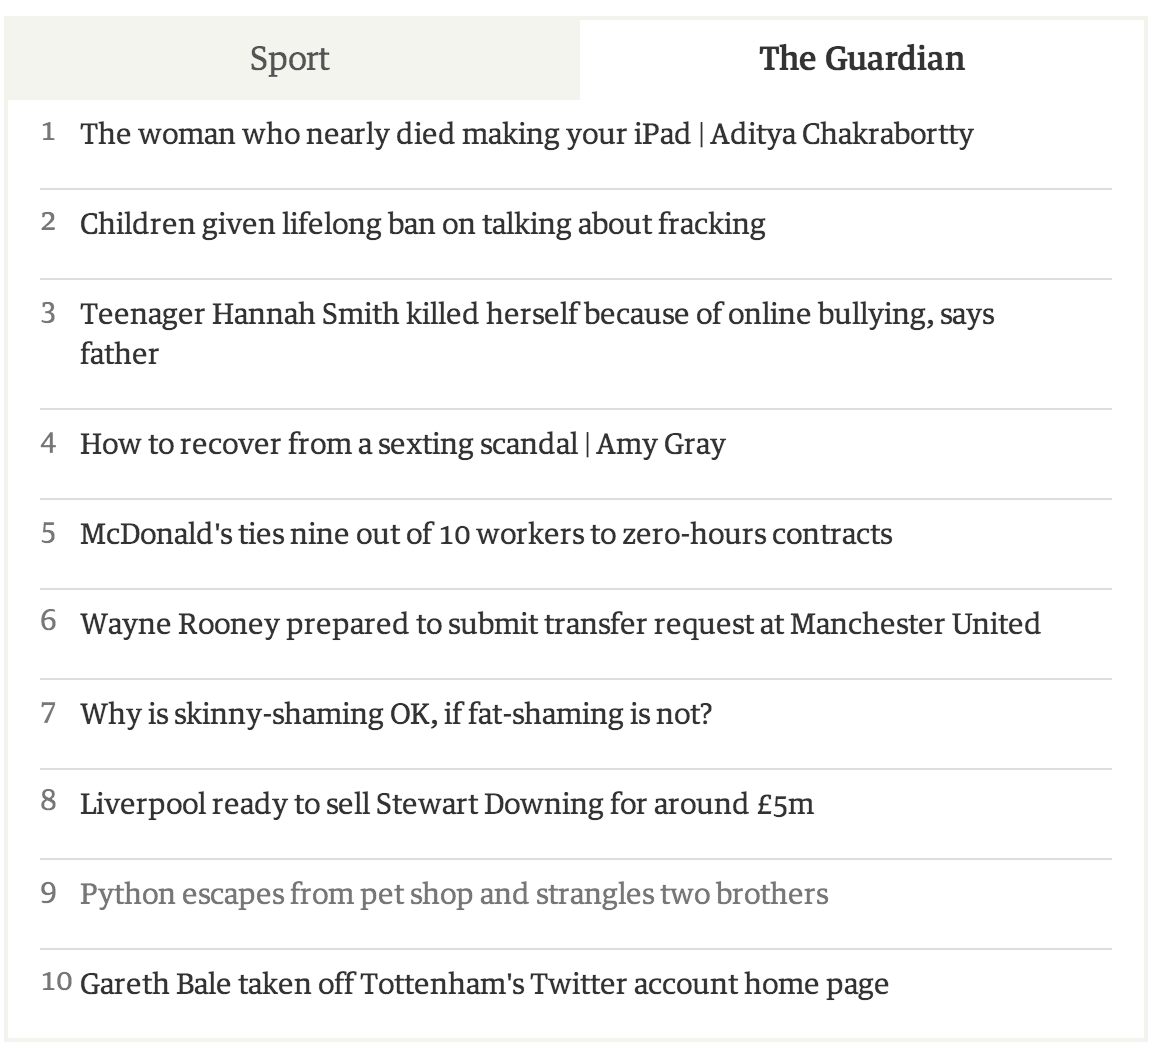 Sport
The Guardian
1 The woman who nearly died making your iPad | Aditya Chakrabortty
2 Children given lifelong ban on talking about fracking
3 Teenager Hannah Smith killed herself because of online bullying, says
father
4 How to recover from a sexting scandal | Amy Gray
5 McDonald's ties nine out of 10 workers to zero-hours contracts
6 Wayne Rooney prepared to submit transfer request at Manchester United
7 Why is skinny-shaming OK, if fat-shaming is not?
8 Liverpool ready to sell Stewart Downing for around £5m
9 Python escapes from pet shop and strangles two brothers
10 Gareth Bale taken off Tottenham's Twitter account home page